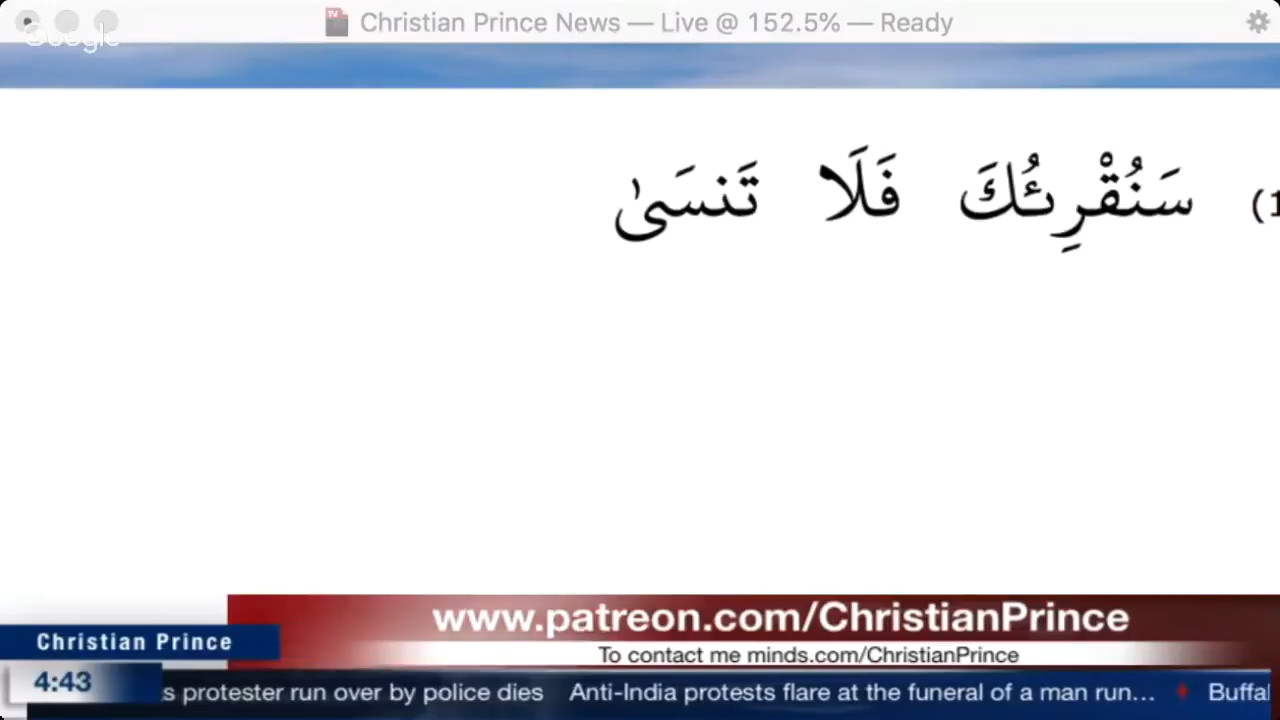 Google
Christian Prince News — Live @ 152.5% — Ready
سَنُقْرِئُكَ فَلَا تَنسَىٰ
www.patreon.com/ChristianPrince
Christian Prince
To contact me minds.com/ChristianPrince
4:43
protester run over by police dies Anti-India protests flare at the funeral of a man run...